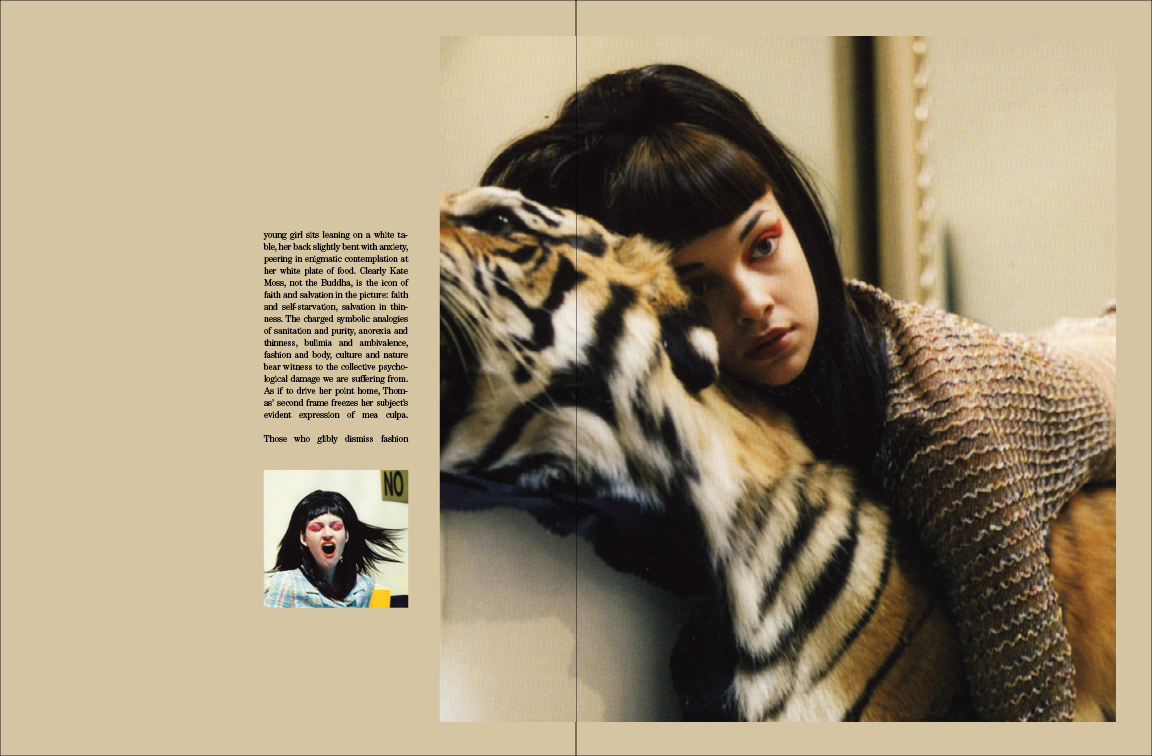 young girl sits leaning on a white ta-
ble, her back slightly bent with anxiety,
peering in enigmatic contemplation at
her white plate of food. Clearly Kate
Moss, not the Buddha, is the icon of
faith and salvation in the picture: faith
and self-starvation, salvation in thin-
ness. The charged symbolic analogies
of sanitation and purity, anorexia and
thinness, bulimia and ambivalence,
fashion and body, culture and nature
bear witness to the collective psycho-
logical damage we are suffering from.
As if to drive her point home, Thom-
as’ second frame freezes her subject’s
evident expression of mea culpa.
Those who glibly dismiss fashion
NO